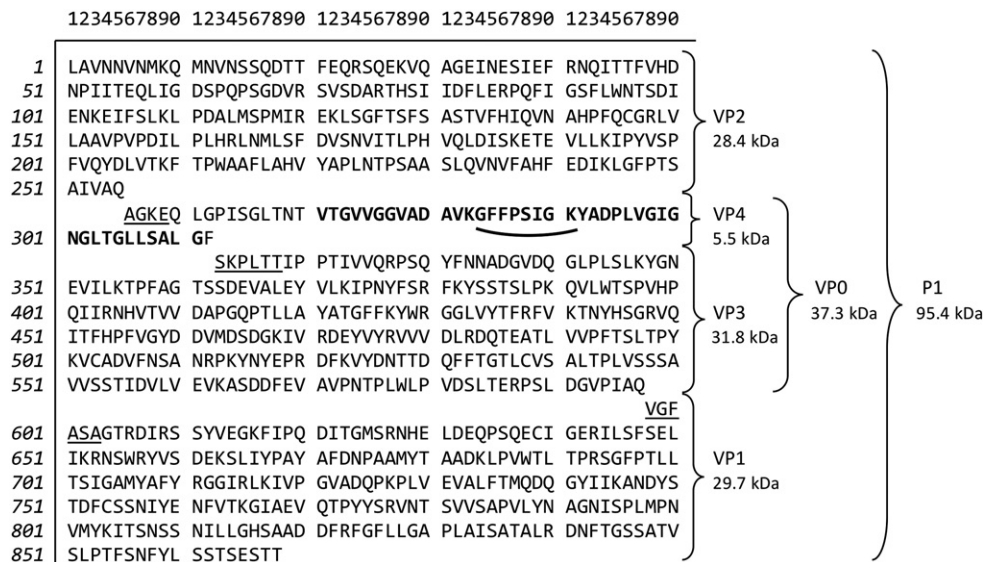 1234567890 1234567890 1234567890 1234567890 1234567890
1 LAVNNVNMKQ MNVNSSQDTT FEQRSQEKVQ AGEINESIEF RNQITTFVHD
51 NPIITEQLIG DSPQPSGDVR SVSDARTHSI IDFLERPQFI GSFLWNTSDI
101 ENKEIFSLKL PDALMSPMIR EKLSGFTSFS ASTVFHIQVN AHPFQCGRLV
151 LAAVPVPDIL PLHRLNMLSF DVSNVITLPH VQLDISKETE VLLKIPYVSP
201 FVQYDLVTKF TPWAAFLAHV YAPLNTPSAA SLQVNVFAHF EDIKLGFPTS
251 AIVAQ
VP2
28.4 kDa
AGKEQ LGPISGLTNT VTGVVGGVAD AVKGFFPSIG KYADPLVGIG
301 NGLTGLLSAL GF
VP4
5.5 kDa
SKPLTTIP PTIVVQRPSQ YFNNADGVDQ GLPLSLKYGN
351 EVILKTPFAG TSSDEVALEY VLKIPNYFSR FKYSSTSLPK QVLWTSPVHP
401 QIIRNHVTVV DAPGQPTLLA YATGFFKYWR GGLVYTFRFV KTNYHSGRVQ
451 ITFHPFVGYD DVMDSDGKIV RDEYVYRVVV DLRDQTEATL VVPFTSLTPY
501 KVCADVFNSA NRPKYNYEPR DFKVYDNTTD QFFTGTLCVS ALTPLVSSSA
551 VVSSTIDVLV EVKASDDFEV AVPNTPLWLP VDSLTERPSL DGVPIAQ
VP3
31.8 kDa
VP0
37.3 kDa
P1
95.4 kDa
VGF
601 ASAGTRDIRS SYVEGKFIPQ DITGMSRNHE LDEQPSQECI GERILSFSEL
651 IKRNSWRYVS DEKSLIYPAY AFDNPAAMYT AADKLPVWTL TPRSGFPTLL
701 TSIGAMYAFY RGGIRLKIVP GVADQPKPLV EVALFTMQDQ GYIIKANDYS
751 TDFCSSNIYE NFVTKGIAEV QTPYYSRVNT SVVSAPVLYN AGNISPLMPN
801 VMYKITSNSS NILLGHSAAD DFRFGFLLGA PLAISATALR DNFTGSSATV
851 SLPTFSNFYL SSTSESTT
VP1
29.7 kDa